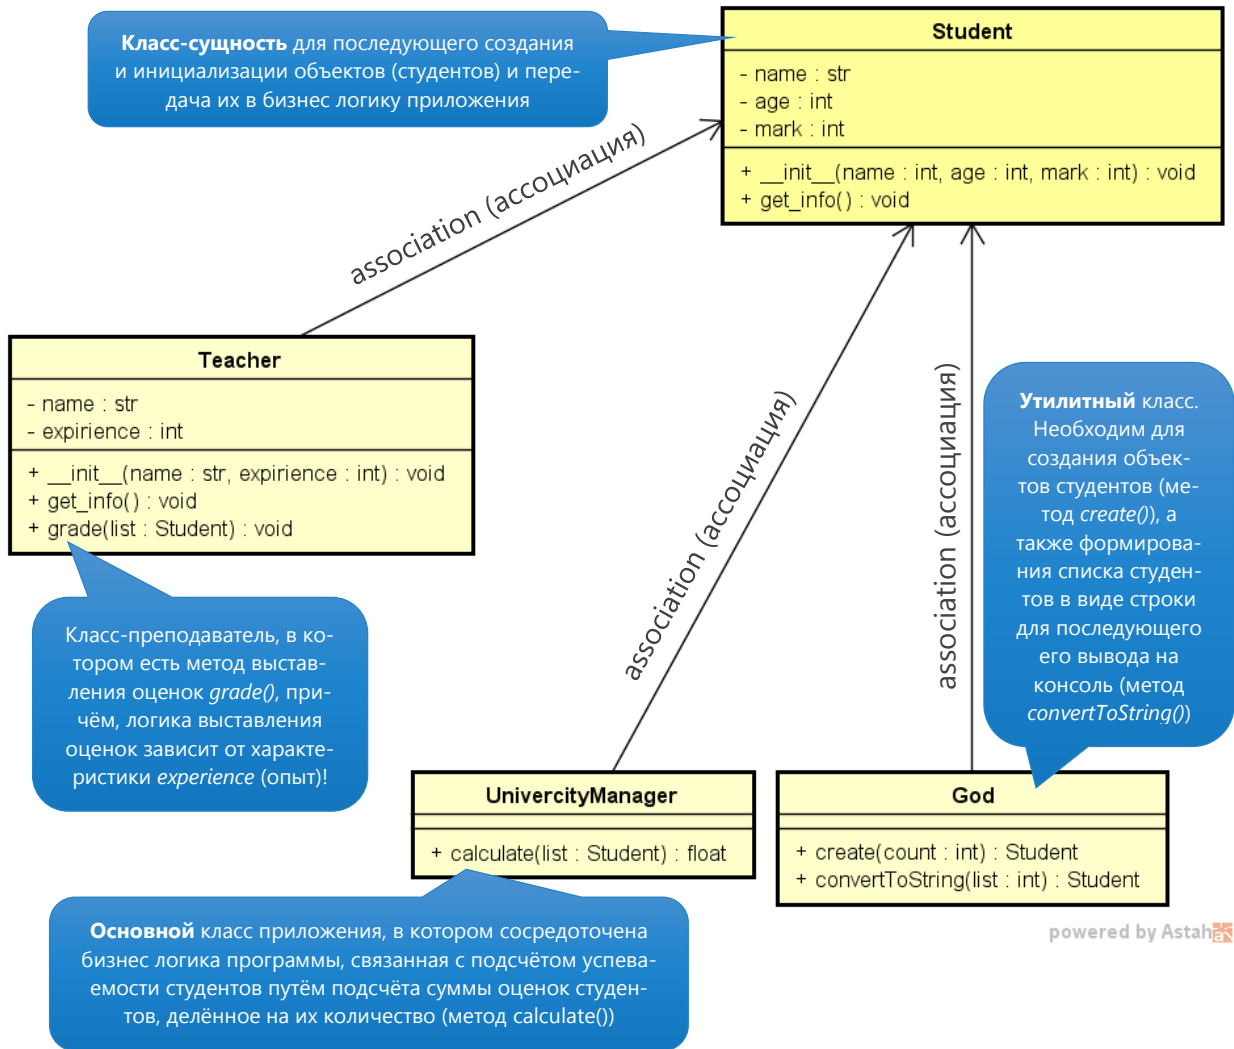 Класс-сущность для последующего создания
и инициализации объектов (студентов) и пере-
дача их в бизнес логику приложения
Student
- name : str
- age : int
- mark : int
+ __init__(name : int, age : int, mark : int) : void
+ get_info() : void
association (ассоциация)
Teacher
- name : str
- expirience : int
+ __init__(name : str, expirience : int) : void
+ get_info() : void
+ grade(list : Student) : void
association (ассоциация)
association (ассоциация)
Утилитный класс.
Необходим для
создания объек-
тов студентов (ме-
тод create()), а
также формирова-
ния списка студен-
тов в виде строки
для последующего
его вывода на
консоль (метод
convertToString())
Класс-преподаватель, в ко-
тором есть метод выстав-
ления оценок grade(), при-
чём, логика выставления
оценок зависит от характе-
ристики experience (опыт)!
UnivercityManager
+ calculate(list : Student) : float
God
+ create(count : int) : Student
+ convertToString(list : int) : Student
Основной класс приложения, в котором сосредоточена
бизнес логика программы, связанная с подсчётом успева-
емости студентов путём подсчёта суммы оценок студен-
тов, делённое на их количество (метод calculate())
powered by Astah